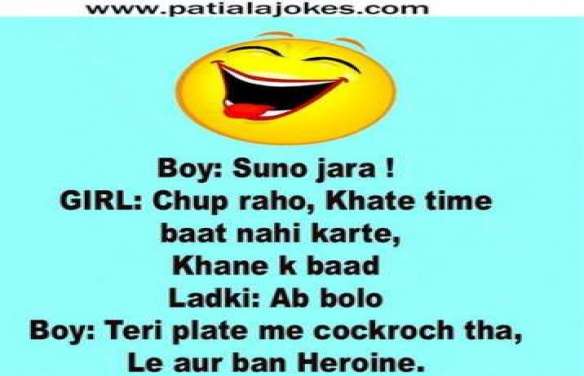 www.patialajokes.com
Boy: Suno jara !
GIRL: Chup raho, Khate time
baat nahi karte,
Khane k baad
Ladki: Ab bolo
Boy: Teri plate me cockroch tha,
Le aur ban Heroine.